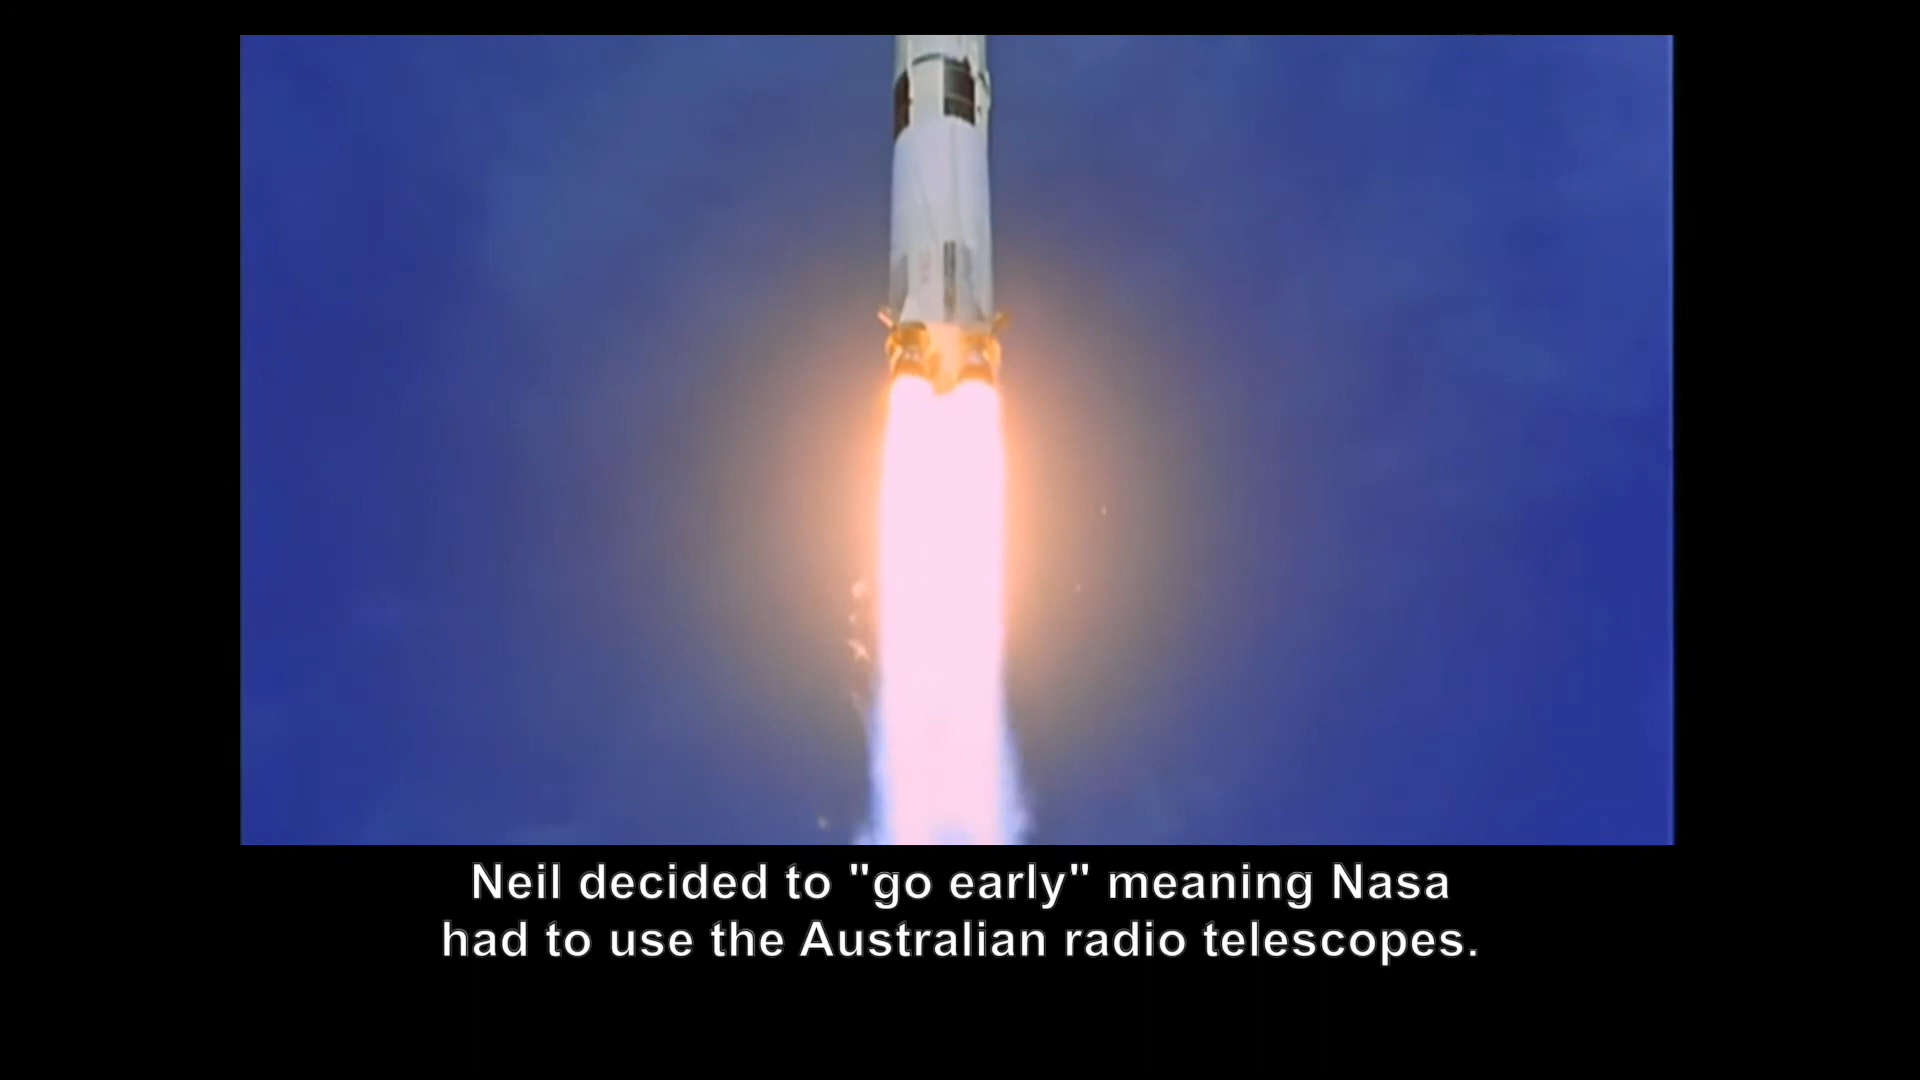 Neil decided to "go early" meaning Nasa
had to use the Australian radio telescopes.